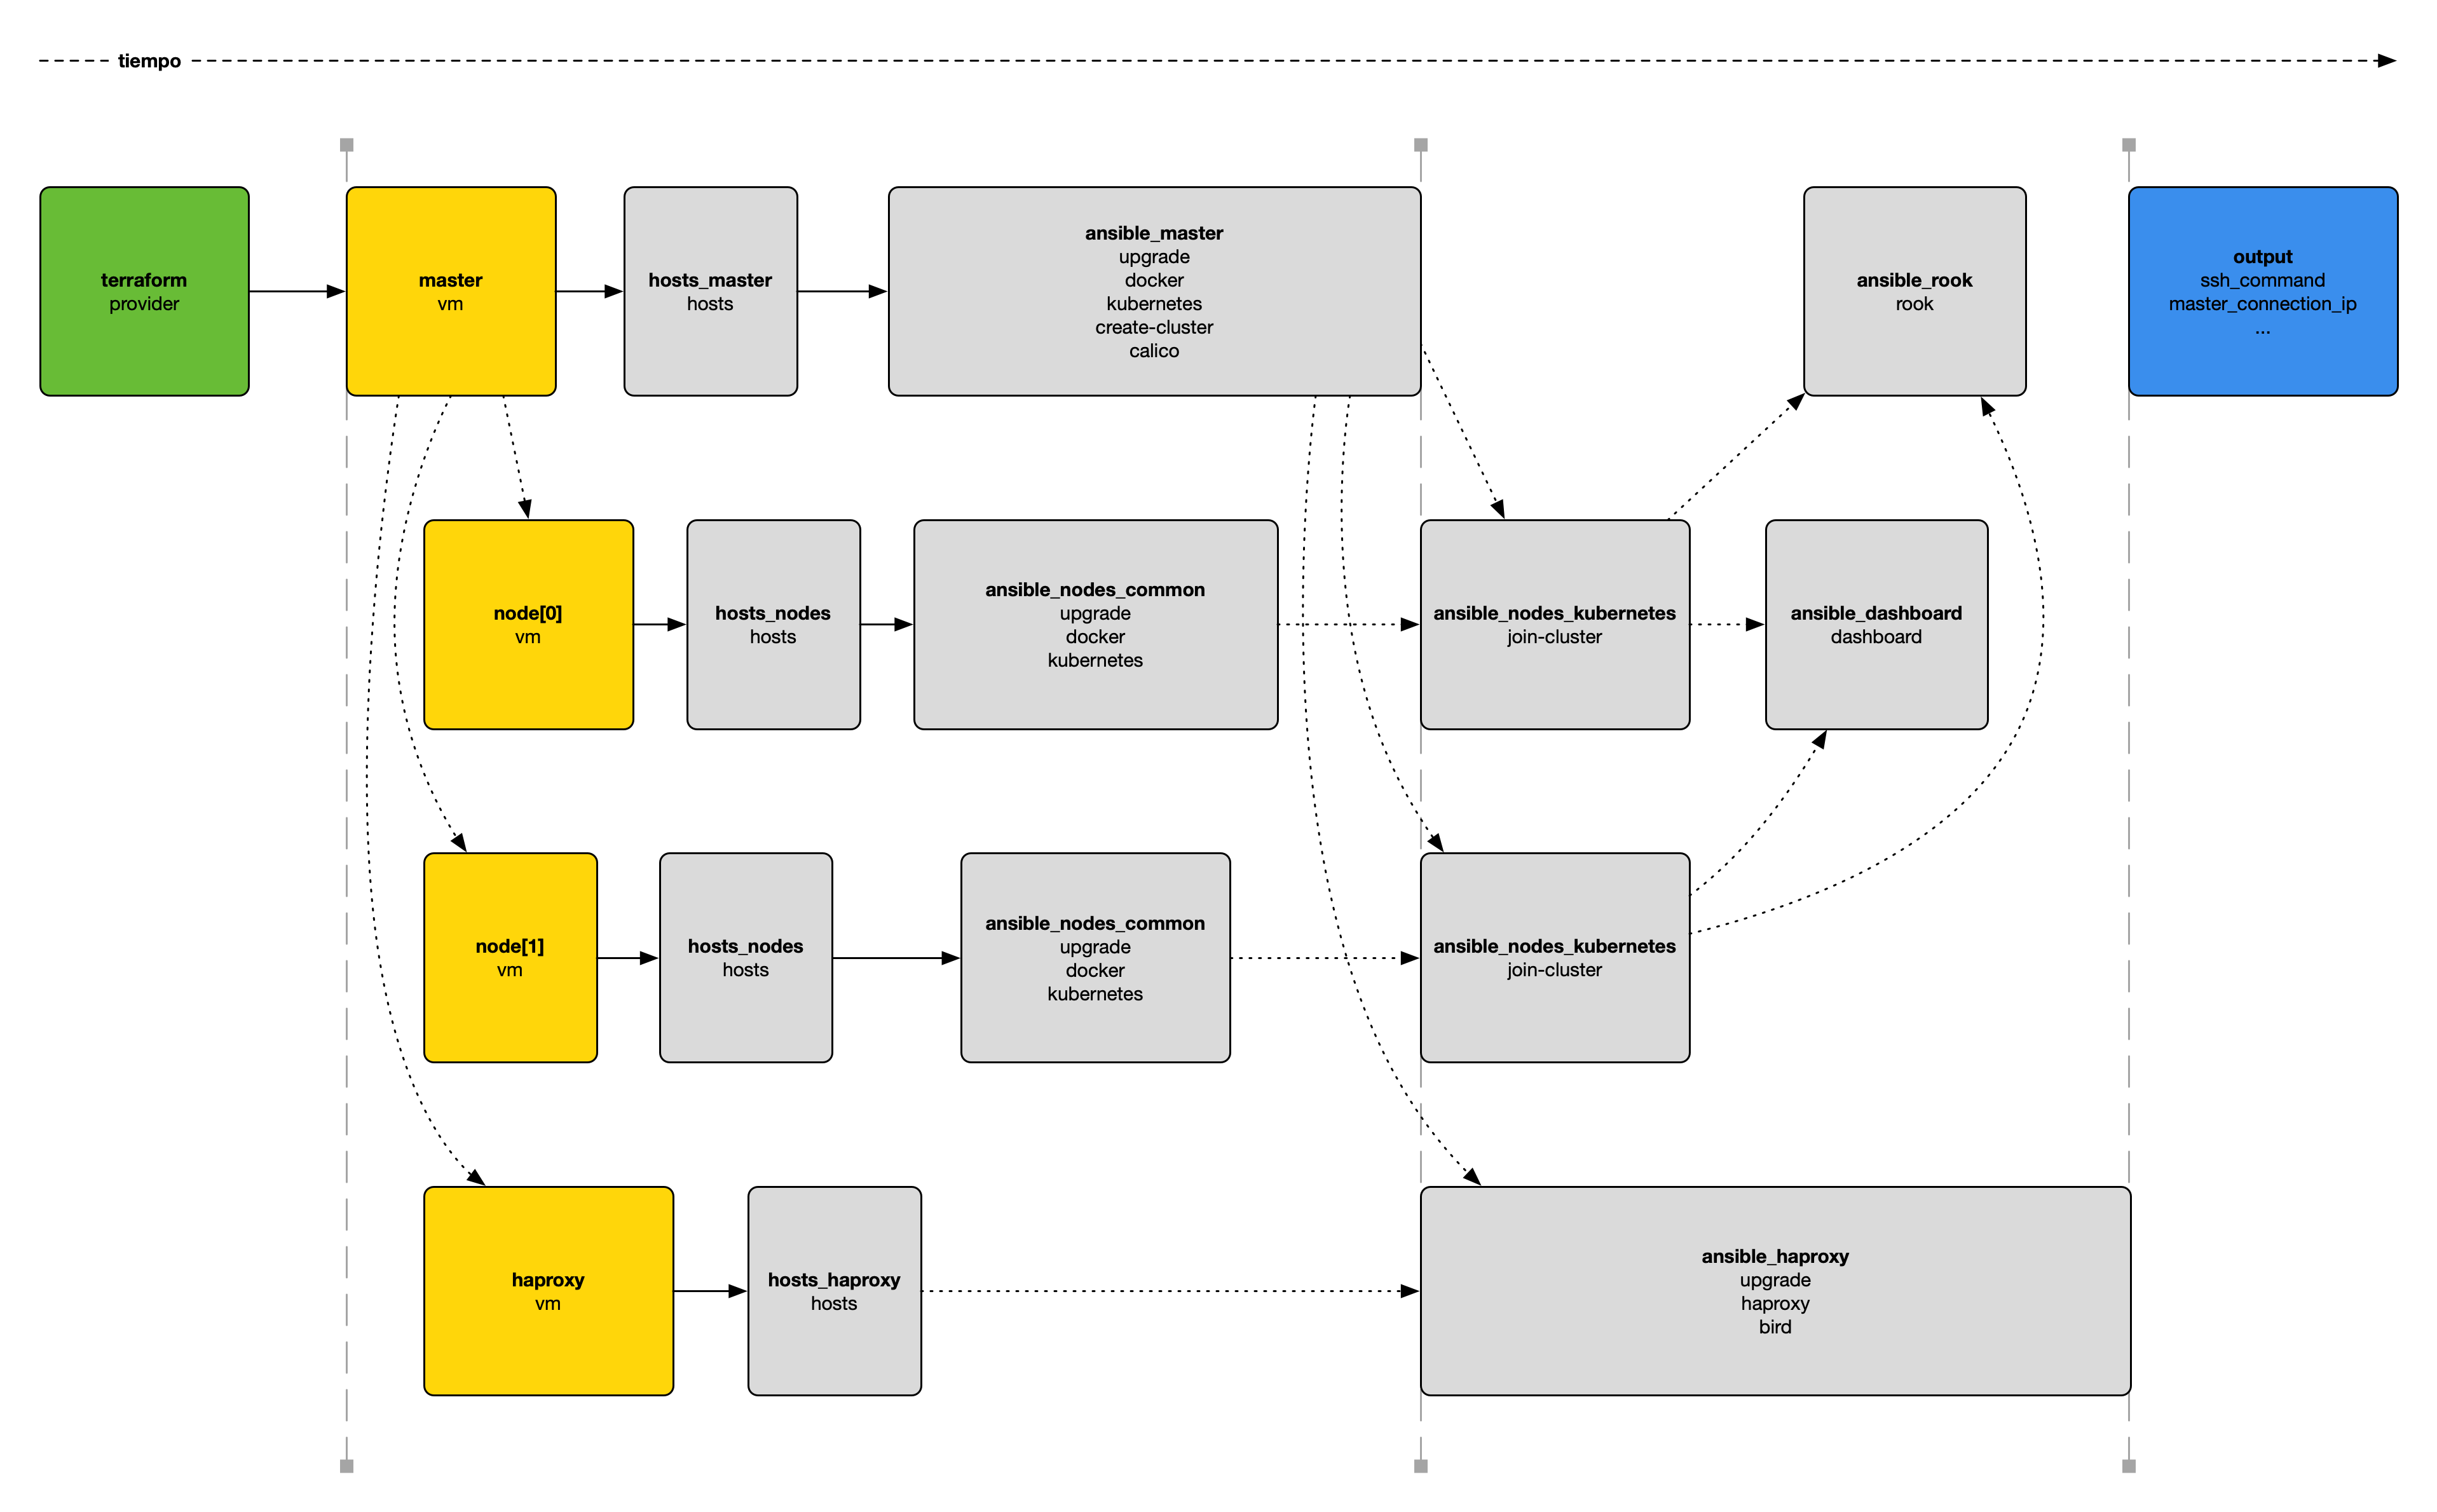 tiempo
terraform
provider
master
vm
hosts_master
hosts
ansible_master
upgrade
docker
kubernetes
create-cluster
calico
ansible_rook
rook
output
ssh_command
master_connection_ip
...
node[0]
vm
hosts_nodes
hosts
ansible_nodes_common
upgrade
docker
kubernetes
ansible_nodes_kubernetes
join-cluster
ansible_dashboard
dashboard
node[1]
vm
hosts_nodes
hosts
ansible_nodes_common
upgrade
docker
kubernetes
ansible_nodes_kubernetes
join-cluster
haproxy
vm
hosts_haproxy
hosts
ansible_haproxy
upgrade
haproxy
bird